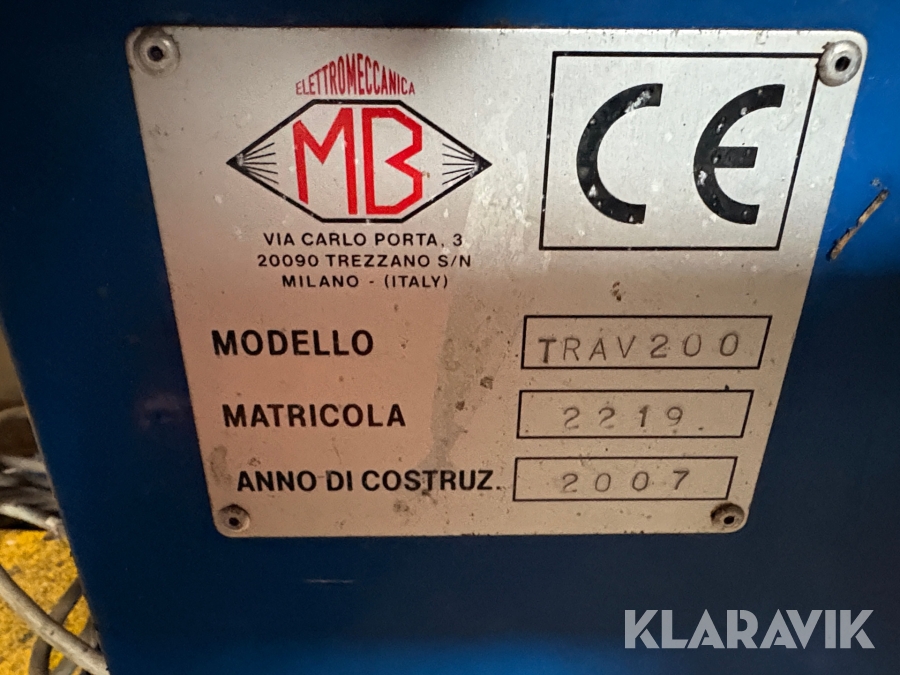 ELETTROMECCANICA
MB
CE
VIA CARLO PORTA, 3
20090 TREZZANO S/N
MILANO - (ITALY)
MODELLO TRAV200
MATRICOLA 2219
ANNO DI COSTRUZ. 2007
KLARAVIK